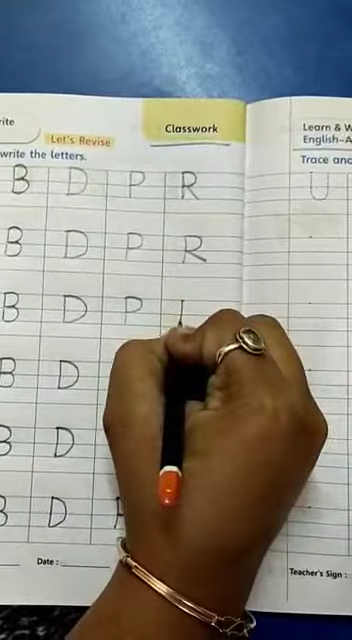 rite
Classwork
Let's Revise
write the letters.
B D P R
B D P R
B D P
B D
B D
B D
Date :
Learn & W
English-A
Trace and
U
Teacher's Sign :